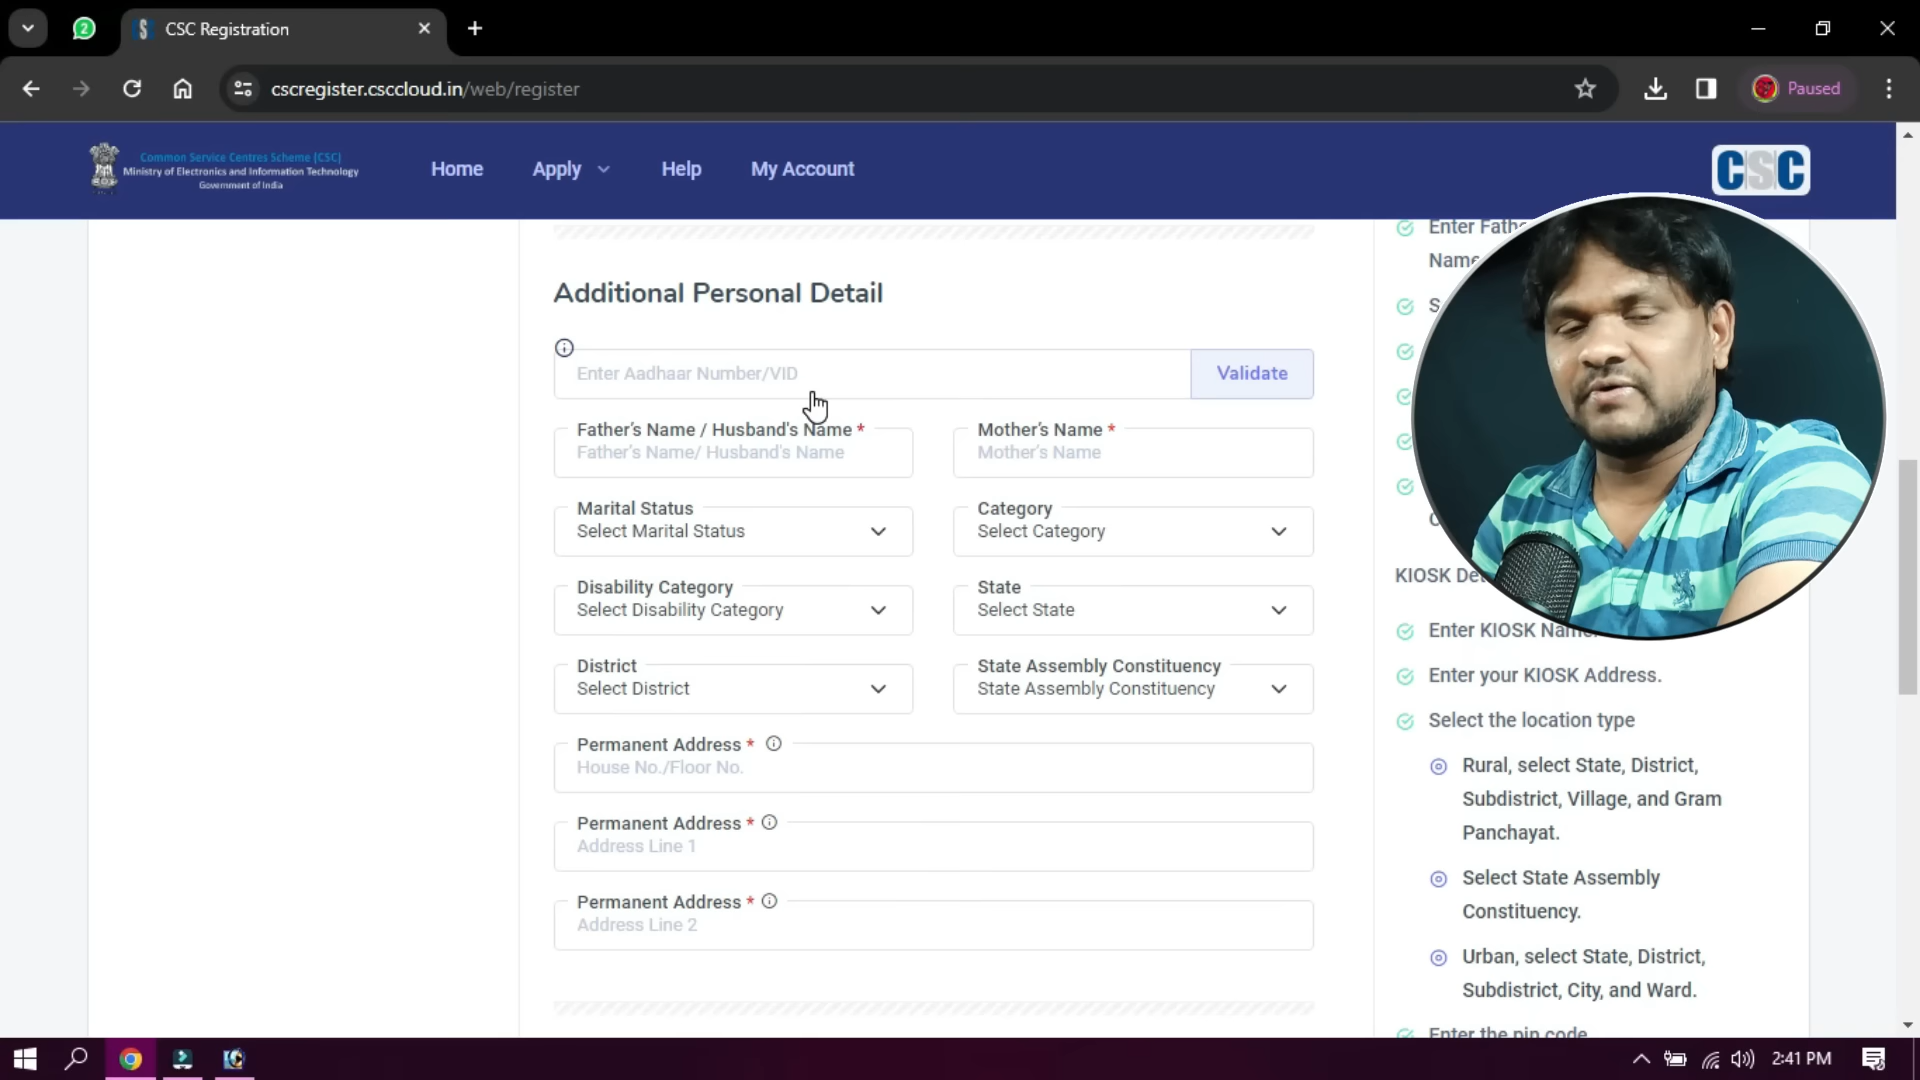 2
CSC Registration
cscregister.csccloud.in/web/register
Paused
Common Service Centres Scheme [CSC]
Ministry of Electronics and Information Technology
Government of India
Home
Apply
Help
My Account
CSC
Additional Personal Detail
Enter Aadhaar Number/VID
Validate
Father's Name / Husband's Name *
Father's Name/ Husband's Name
Mother's Name *
Mother's Name
Marital Status
Select Marital Status
Category
Select Category
Disability Category
Select Disability Category
State
Select State
District
Select District
State Assembly Constituency
State Assembly Constituency
Permanent Address *
House No./Floor No.
Permanent Address *
Address Line 1
Permanent Address *
Address Line 2
Enter
Name
KIOSK
Enter KIOSK
Enter your KIOSK Address.
Select the location type
Rural, select State, District,
Subdistrict, Village, and Gram
Panchayat.
Select State Assembly
Constituency.
Urban, select State, District,
Subdistrict, City, and Ward.
Enter the pin code
2:41 PM